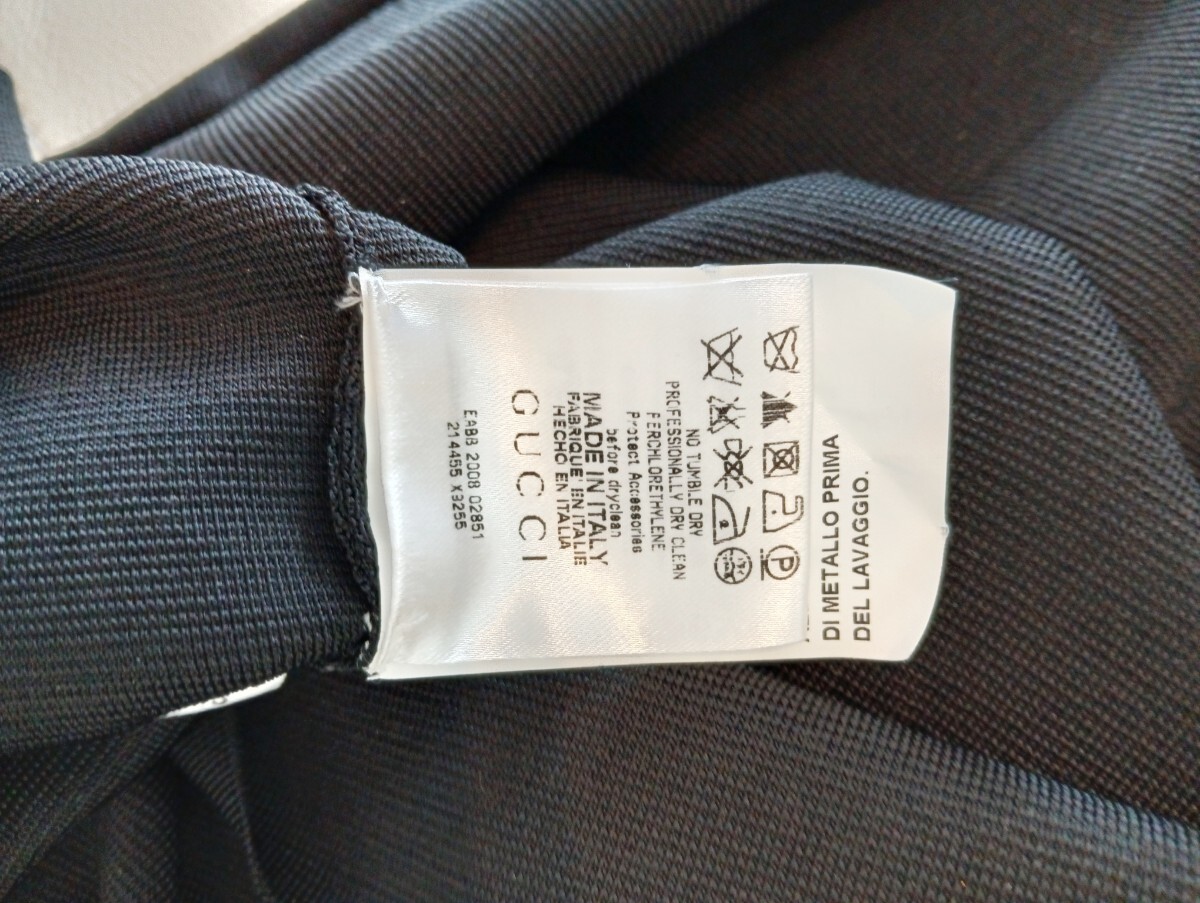 NO TUMBLE DRY
PROFESSIONALLY DRY CLEAN
PERCHLORETHYLENE
Protect Accessories
before dryclean
MADE IN ITALY
FABRIQUE' EN ITALIE
HECHO EN ITALIA
GUCCI
EABB 2008 02851
214455 X9255
DI METALLO PRIMA
DEL LAVAGGIO.
P